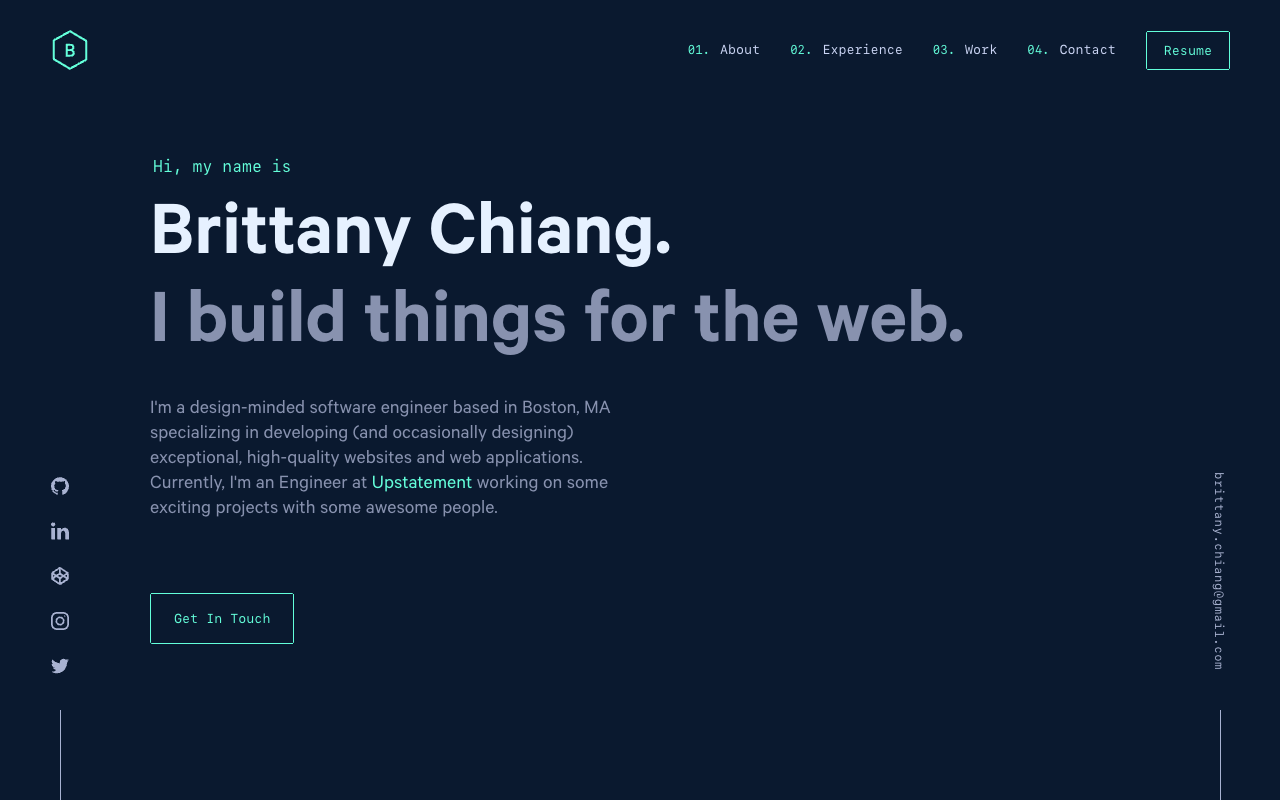 B
01. About 02. Experience 03. Work 04. Contact Resume
Hi, my name is
Brittany Chiang.
I build things for the web.
I'm a design-minded software engineer based in Boston, MA
specializing in developing (and occasionally designing)
exceptional, high-quality websites and web applications.
Currently, I'm an Engineer at Upstatement working on some
exciting projects with some awesome people.
Get In Touch
in
brittany.chiang@gmail.com